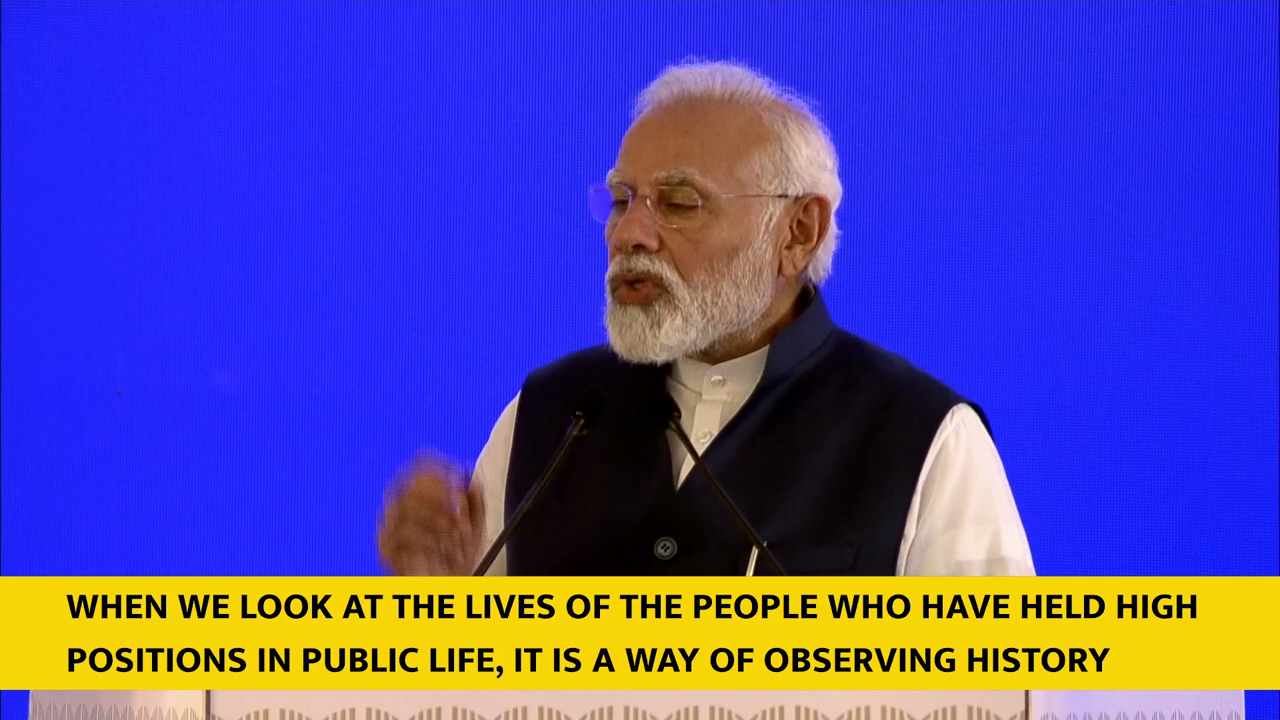 WHEN WE LOOK AT THE LIVES OF THE PEOPLE WHO HAVE HELD HIGH
POSITIONS IN PUBLIC LIFE, IT IS A WAY OF OBSERVING HISTORY